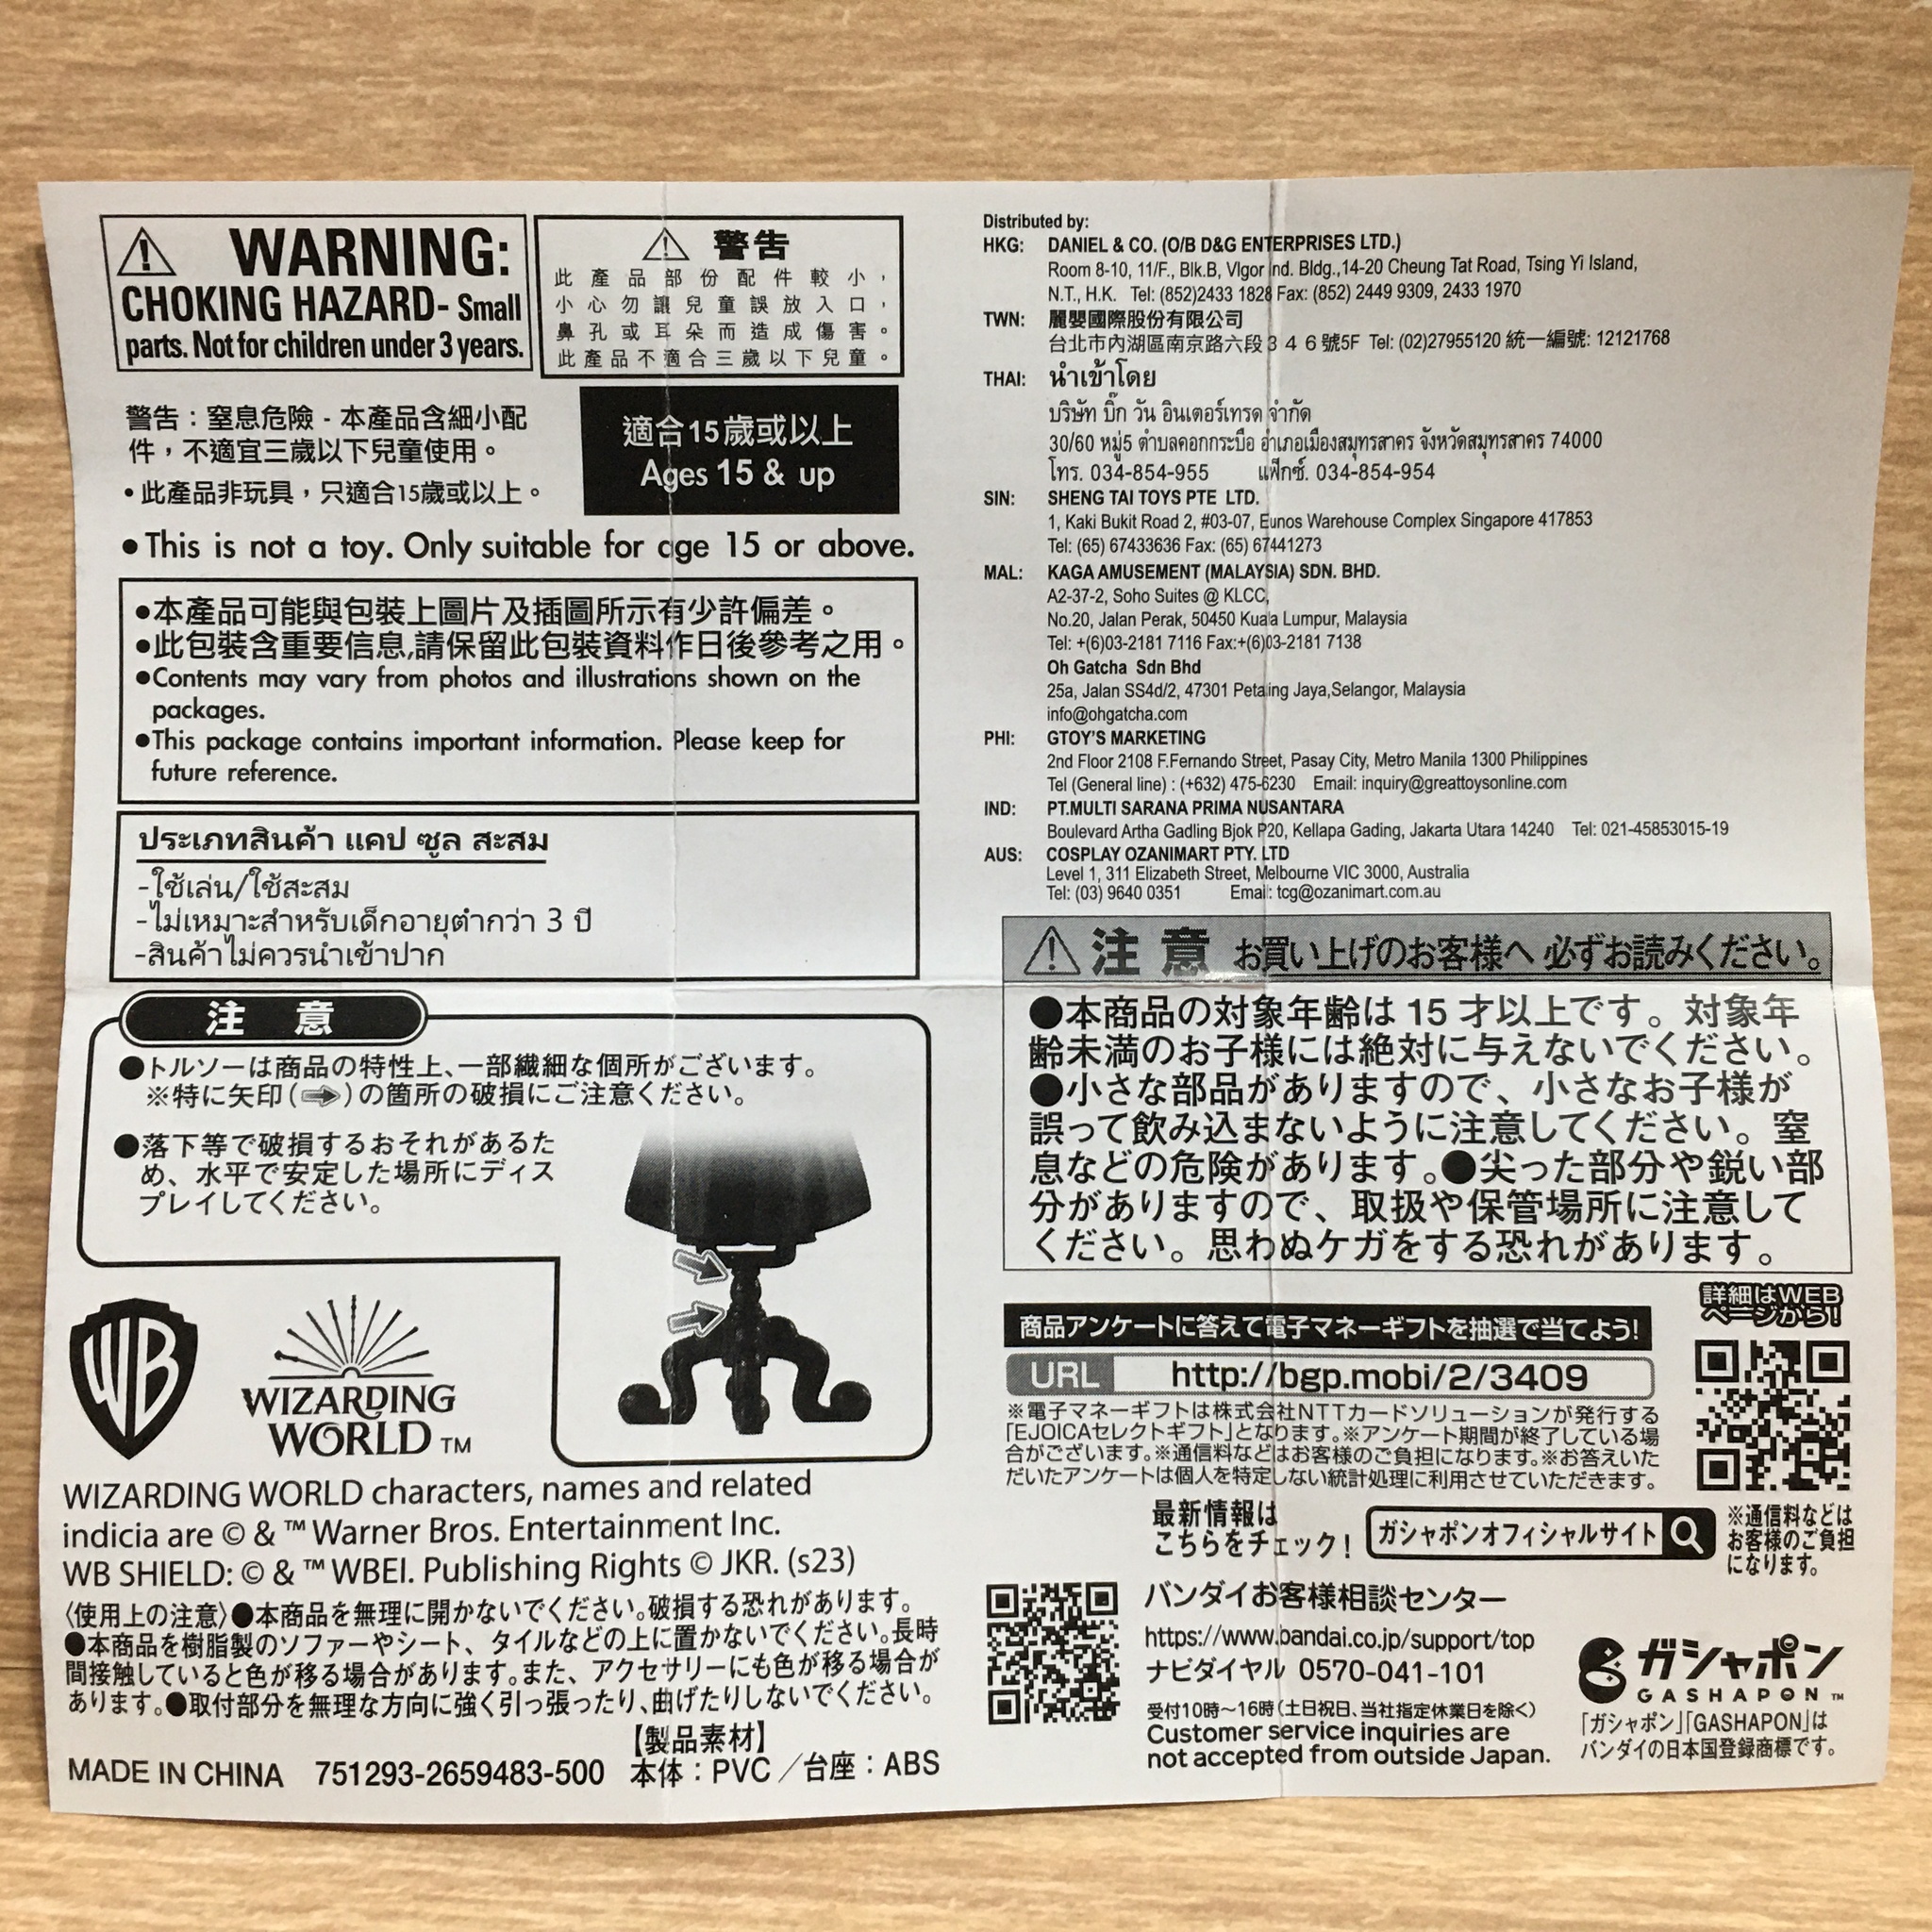 WARNING:
CHOKING HAZARD- Small
parts. Not for children under 3 years.
警告
此產品部份配件較小，
小心勿讓兒童誤放入口，
鼻孔或耳朵而造成傷害。
此產品不適合三歲以下兒童。
警告：窒息危險 - 本產品含細小配
件，不適宜三歲以下兒童使用。
・此產品非玩具，只適合15歲或以上。
適合15歲或以上
Ages 15 & up
●This is not a toy. Only suitable for age 15 or above.
●本產品可能與包裝上圖片及插圖所示有少許偏差。
●此包裝含重要信息,請保留此包裝資料作日後參考之用。
●Contents may vary from photos and illustrations shown on the
packages.
●This package contains important information. Please keep for
future reference.
ประเภทสินค้า แคป ซูล สะสม
-ใช้เล่น/ใช้สะสม
-ไม่เหมาะสำหรับเด็กอายุต่ำกว่า 3 ปี
-สินค้าไม่ควรนำเข้าปาก
注 意
●トルソーは商品の特性上、一部繊細な個所がございます。
※特に矢印(⇨)の箇所の破損にご注意ください。
●落下等で破損するおそれがあるた
め、水平で安定した場所にディス
プレイしてください。
WB
WIZARDING
WORLD TM
WIZARDING WORLD characters, names and related
indicia are © & ™ Warner Bros. Entertainment Inc.
WB SHIELD: © & ™ WBEI. Publishing Rights © JKR. (s23)
〈使用上の注意〉●本商品を無理に開かないでください。破損する恐れがあります。
●本商品を樹脂製のソファーやシート、タイルなどの上に置かないでください。長時
間接触していると色が移る場合があります。また、アクセサリーにも色が移る場合が
あります。●取付部分を無理な方向に強く引っ張ったり、曲げたりしないでください。
【製品素材】
MADE IN CHINA 751293-2659483-500 本体：PVC／台座：ABS
Distributed by:
HKG: DANIEL & CO. (O/B D&G ENTERPRISES LTD.)
Room 8-10, 11/F., Blk.B, Vlgor Ind. Bldg.,14-20 Cheung Tat Road, Tsing Yi Island,
N.T., H.K. Tel: (852)2433 1828 Fax: (852) 2449 9309, 2433 1970
TWN: 麗嬰國際股份有限公司
台北市內湖區南京路六段３４６號5F Tel: (02)27955120 統一編號: 12121768
THAI: นำเข้าโดย
บริษัท บิ๊ก วัน อินเตอร์เทรด จำกัด
30/60 หมู่5 ตำบลคอกกระบือ อำเภอเมืองสมุทรสาคร จังหวัดสมุทรสาคร 74000
โทร. 034-854-955 แฟ็กซ์. 034-854-954
SIN: SHENG TAI TOYS PTE LTD.
1, Kaki Bukit Road 2, #03-07, Eunos Warehouse Complex Singapore 417853
Tel: (65) 67433636 Fax: (65) 67441273
MAL: KAGA AMUSEMENT (MALAYSIA) SDN. BHD.
A2-37-2, Soho Suites @ KLCC,
No.20, Jalan Perak, 50450 Kuala Lumpur, Malaysia
Tel: +(6)03-2181 7116 Fax:+(6)03-2181 7138
Oh Gatcha Sdn Bhd
25a, Jalan SS4d/2, 47301 Petaling Jaya,Selangor, Malaysia
info@ohgatcha.com
PHI: GTOY'S MARKETING
2nd Floor 2108 F.Fernando Street, Pasay City, Metro Manila 1300 Philippines
Tel (General line) : (+632) 475-6230 Email: inquiry@greattoysonline.com
IND: PT.MULTI SARANA PRIMA NUSANTARA
Boulevard Artha Gadling Bjok P20, Kellapa Gading, Jakarta Utara 14240 Tel: 021-45853015-19
AUS: COSPLAY OZANIMART PTY. LTD
Level 1, 311 Elizabeth Street, Melbourne VIC 3000, Australia
Tel: (03) 9640 0351 Email: tcg@ozanimart.com.au
注 意 お買い上げのお客様へ 必ずお読みください。
●本商品の対象年齢は 15 才以上です。対象年
齢未満のお子様には絶対に与えないでください。
●小さな部品がありますので、小さなお子様が
誤って飲み込まないように注意してください。窒
息などの危険があります。●尖った部分や鋭い部
分がありますので、取扱や保管場所に注意して
ください。思わぬケガをする恐れがあります。
商品アンケートに答えて電子マネーギフトを抽選で当てよう!
詳細はWEB
ページから!
URL http://bgp.mobi/2/3409
※電子マネーギフトは株式会社NTTカードソリューションが発行する
「EJOICAセレクトギフト」となります。※アンケート期間が終了している場
合がございます。※通信料などはお客様のご負担になります。※お答えいた
だいたアンケートは個人を特定しない統計処理に利用させていただきます。
最新情報は
こちらをチェック！
ガシャポンオフィシャルサイト
※通信料などは
お客様のご負担
になります。
バンダイお客様相談センター
https://www.bandai.co.jp/support/top
ナビダイヤル 0570-041-101
受付10時～16時（土日祝日、当社指定休業日を除く）
Customer service inquiries are
not accepted from outside Japan.
ガシャポン
GASHAPON TM
「ガシャポン」「GASHAPON」は
バンダイの日本国登録商標です。